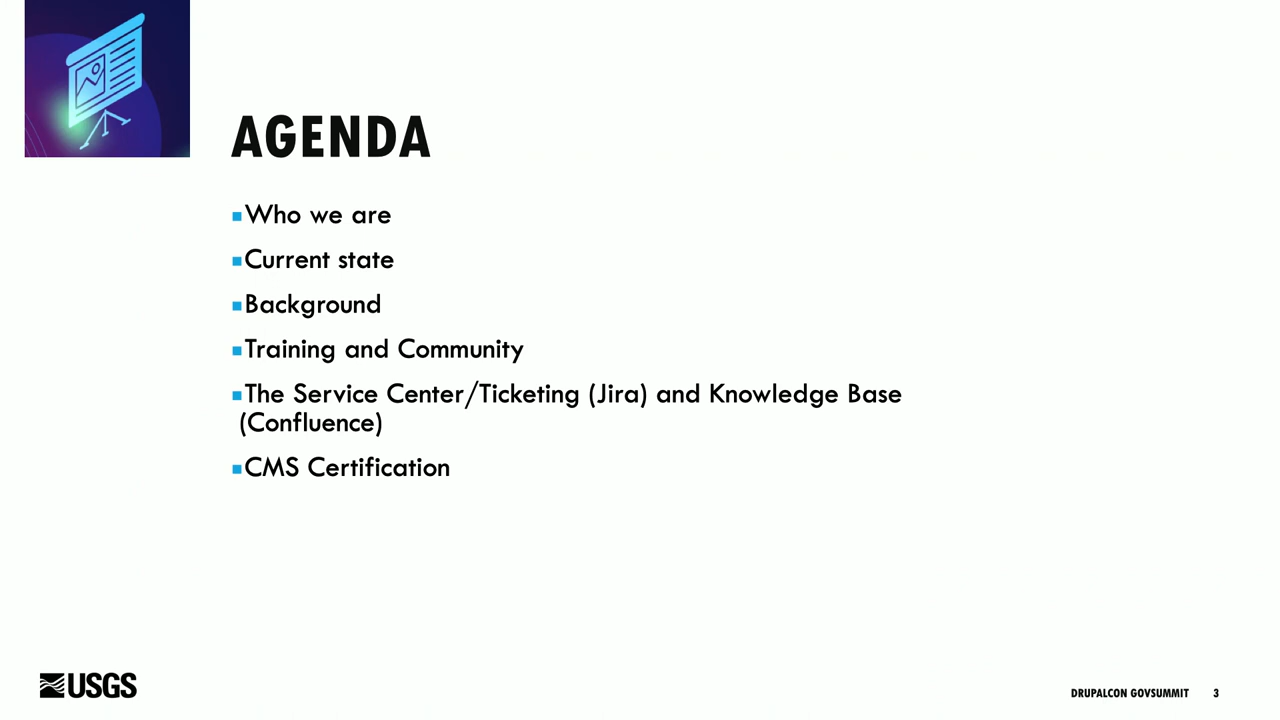 AGENDA
▪Who we are
▪Current state
▪Background
▪Training and Community
▪The Service Center/Ticketing (Jira) and Knowledge Base
(Confluence)
▪CMS Certification
USGS
DRUPALCON GOVSUMMIT 3